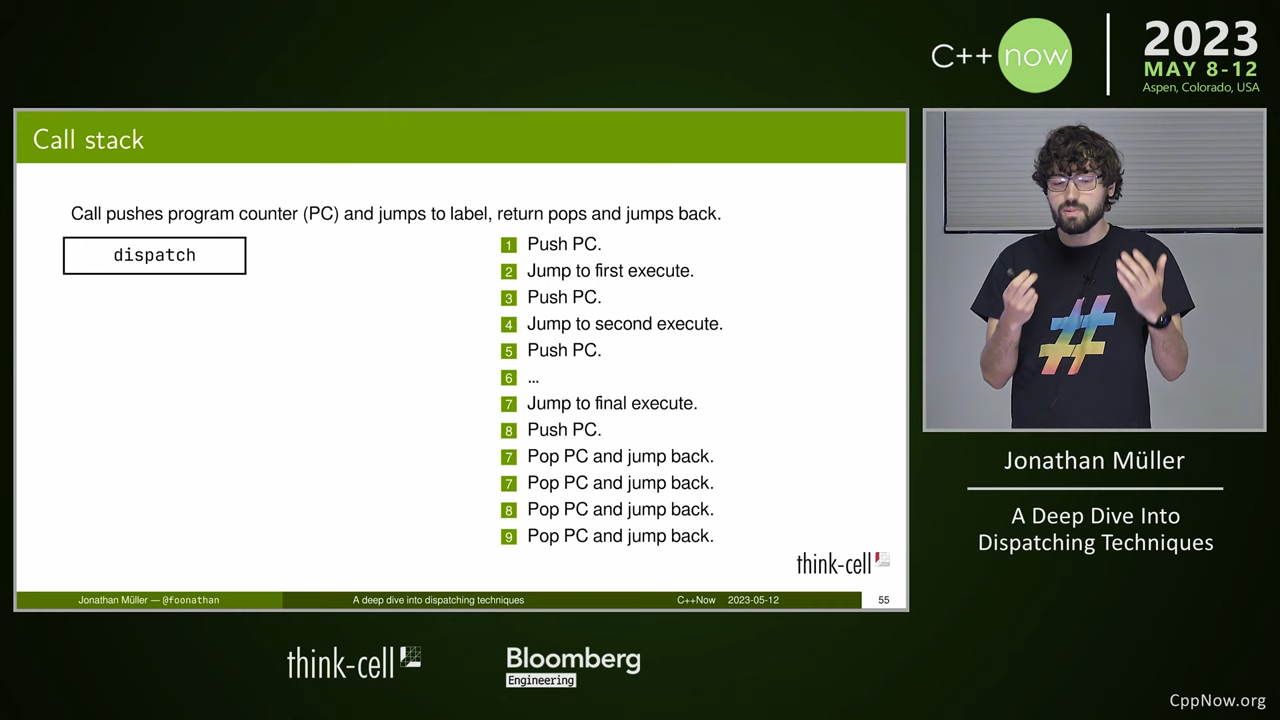 C++ now
2023
MAY 8-12
Aspen, Colorado, USA
Call stack
Call pushes program counter (PC) and jumps to label, return pops and jumps back.
dispatch
1 Push PC.
2 Jump to first execute.
3 Push PC.
4 Jump to second execute.
5 Push PC.
6 ...
7 Jump to final execute.
8 Push PC.
7 Pop PC and jump back.
7 Pop PC and jump back.
8 Pop PC and jump back.
9 Pop PC and jump back.
think-cell
Jonathan Müller — @foonathan A deep dive into dispatching techniques C++Now 2023-05-12 55
#
Jonathan Müller
A Deep Dive Into
Dispatching Techniques
think-cell
Bloomberg
Engineering
CppNow.org